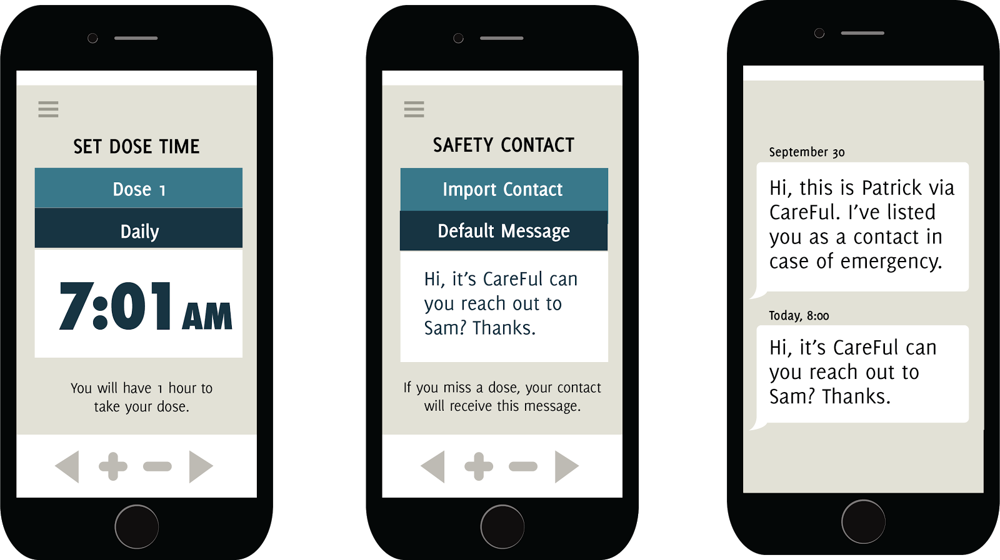 SET DOSE TIME
Dose 1
Daily
7:01 AM
You will have 1 hour to
take your dose.
SAFETY CONTACT
Import Contact
Default Message
Hi, it’s CareFul can
you reach out to
Sam? Thanks.
If you miss a dose, your contact
will receive this message.
September 30
Hi, this is Patrick via
CareFul. I’ve listed
you as a contact in
case of emergency.
Today, 8:00
Hi, it’s CareFul can
you reach out to
Sam? Thanks.